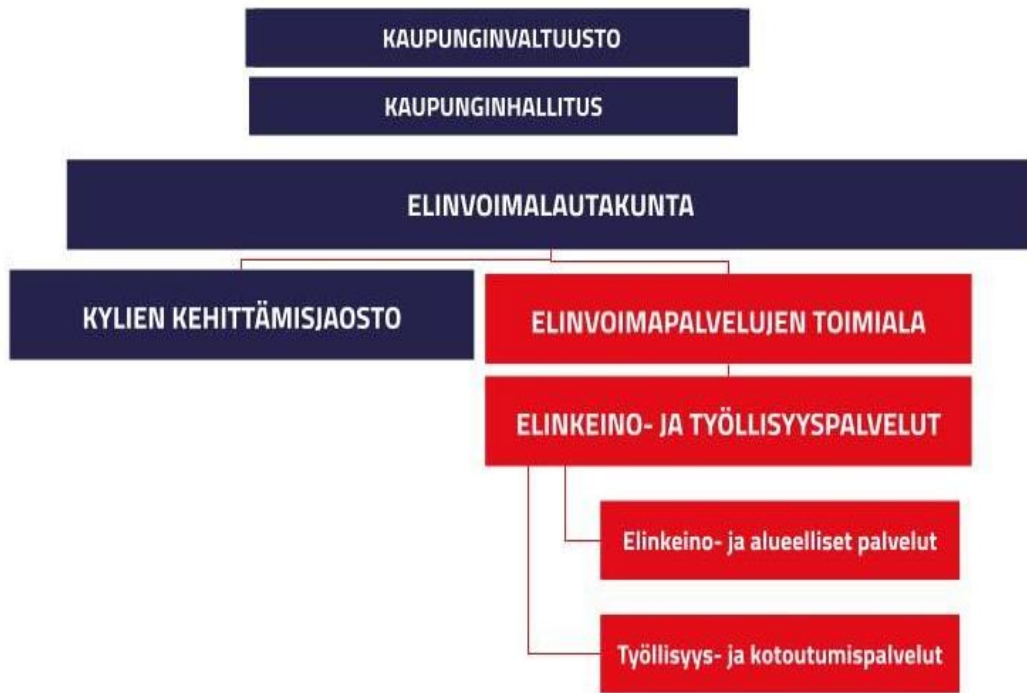 KAUPUNGINVALTUUSTO
KAUPUNGINHALLITUS
ELINVOIMALAUTAKUNTA
KYLIEN KEHITTÄMISJAOSTO
ELINVOIMAPALVELUJEN TOIMIALA
ELINKEINO- JA TYÖLLISYYSPALVELUT
Elinkeino- ja alueelliset palvelut
Työllisyys- ja kotoutumispalvelut